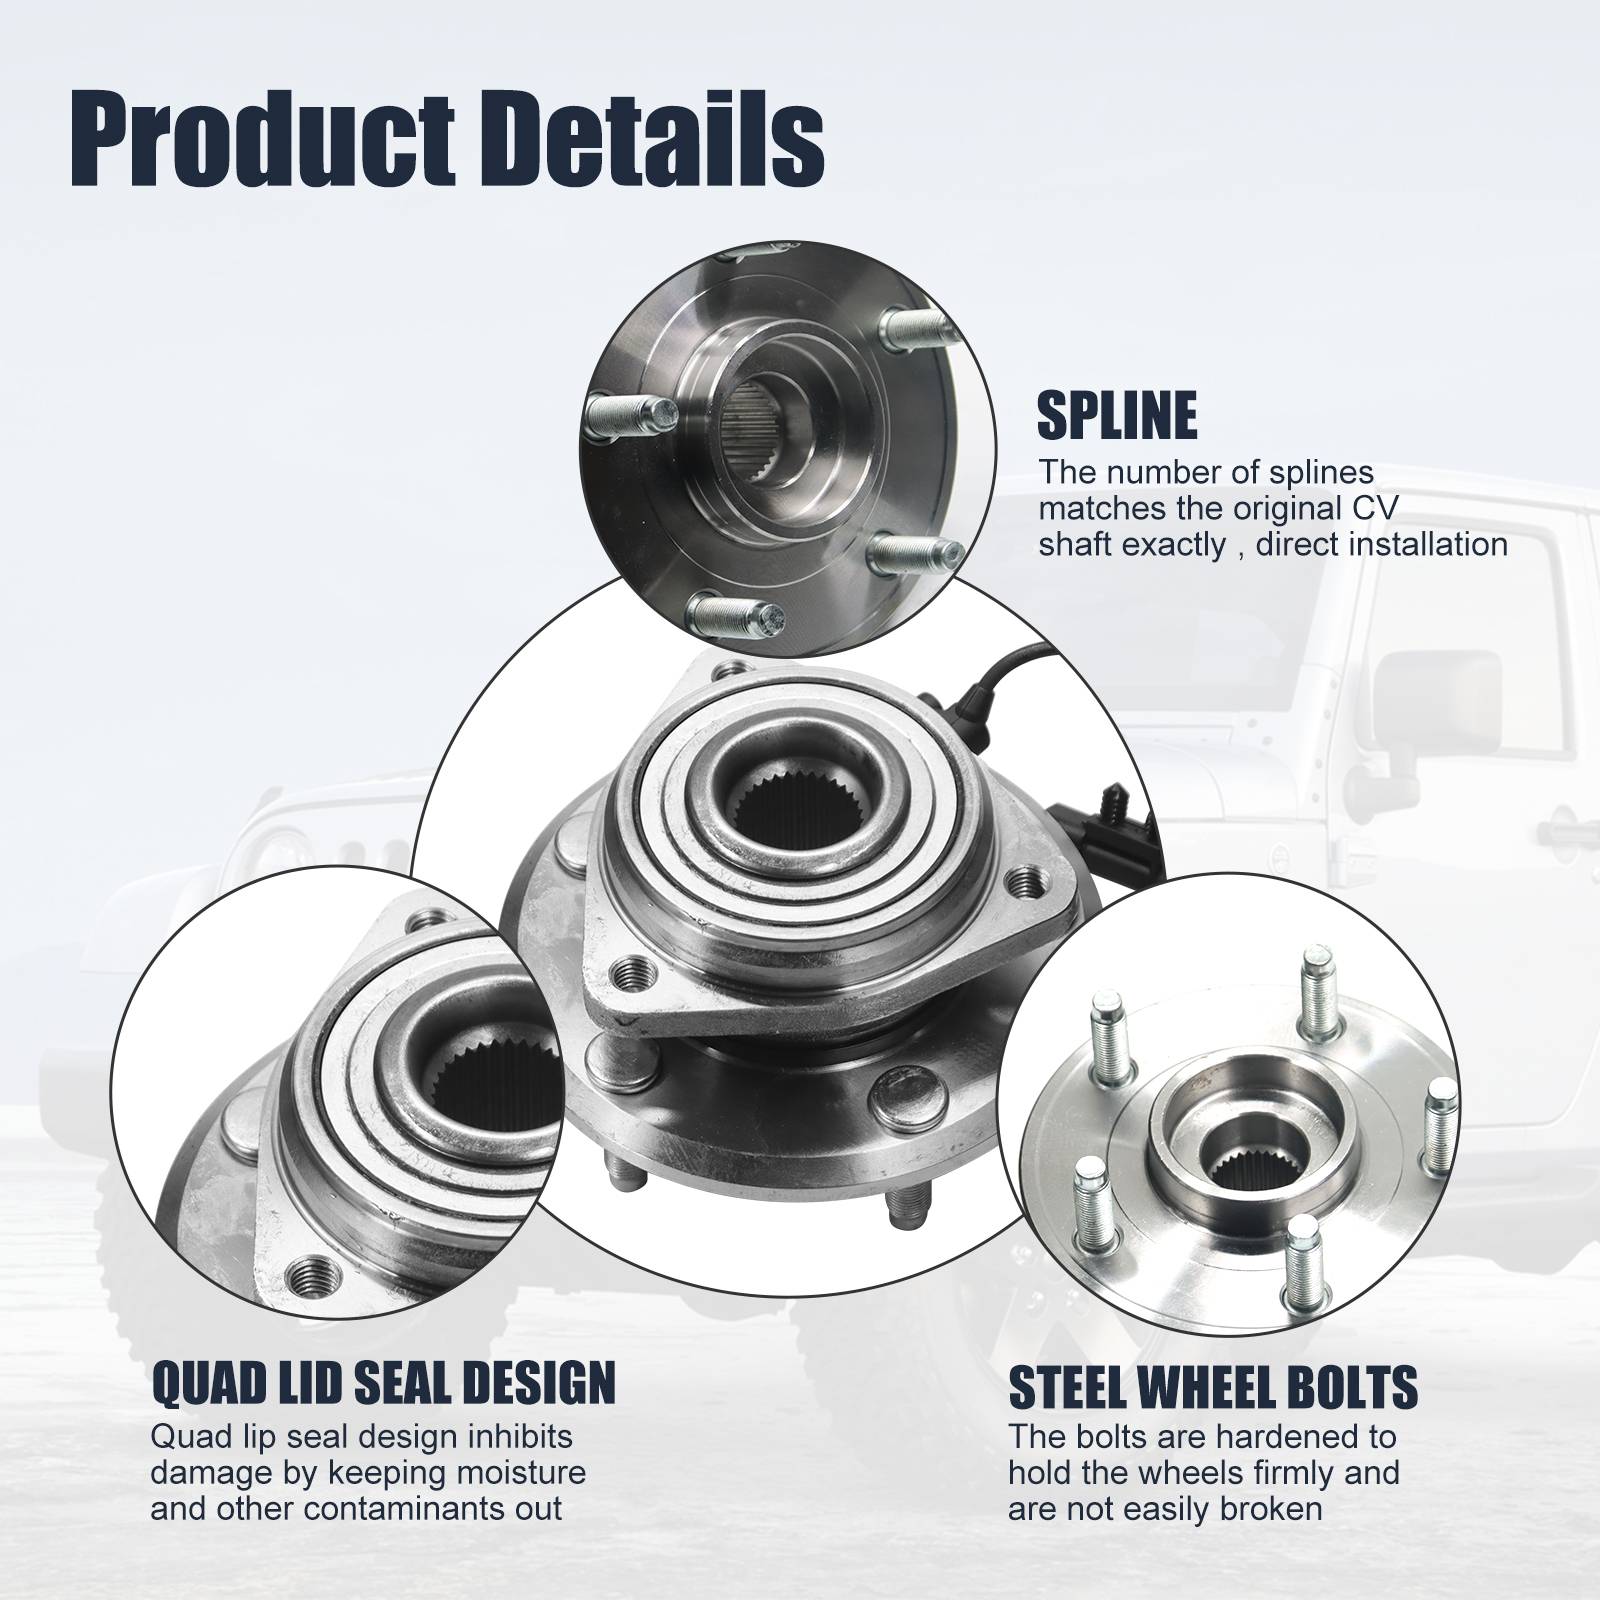 Product Details
SPLINE
The number of splines
matches the original CV
shaft exactly , direct installation
QUAD LID SEAL DESIGN
Quad lip seal design inhibits
damage by keeping moisture
and other contaminants out
STEEL WHEEL BOLTS
The bolts are hardened to
hold the wheels firmly and
are not easily broken